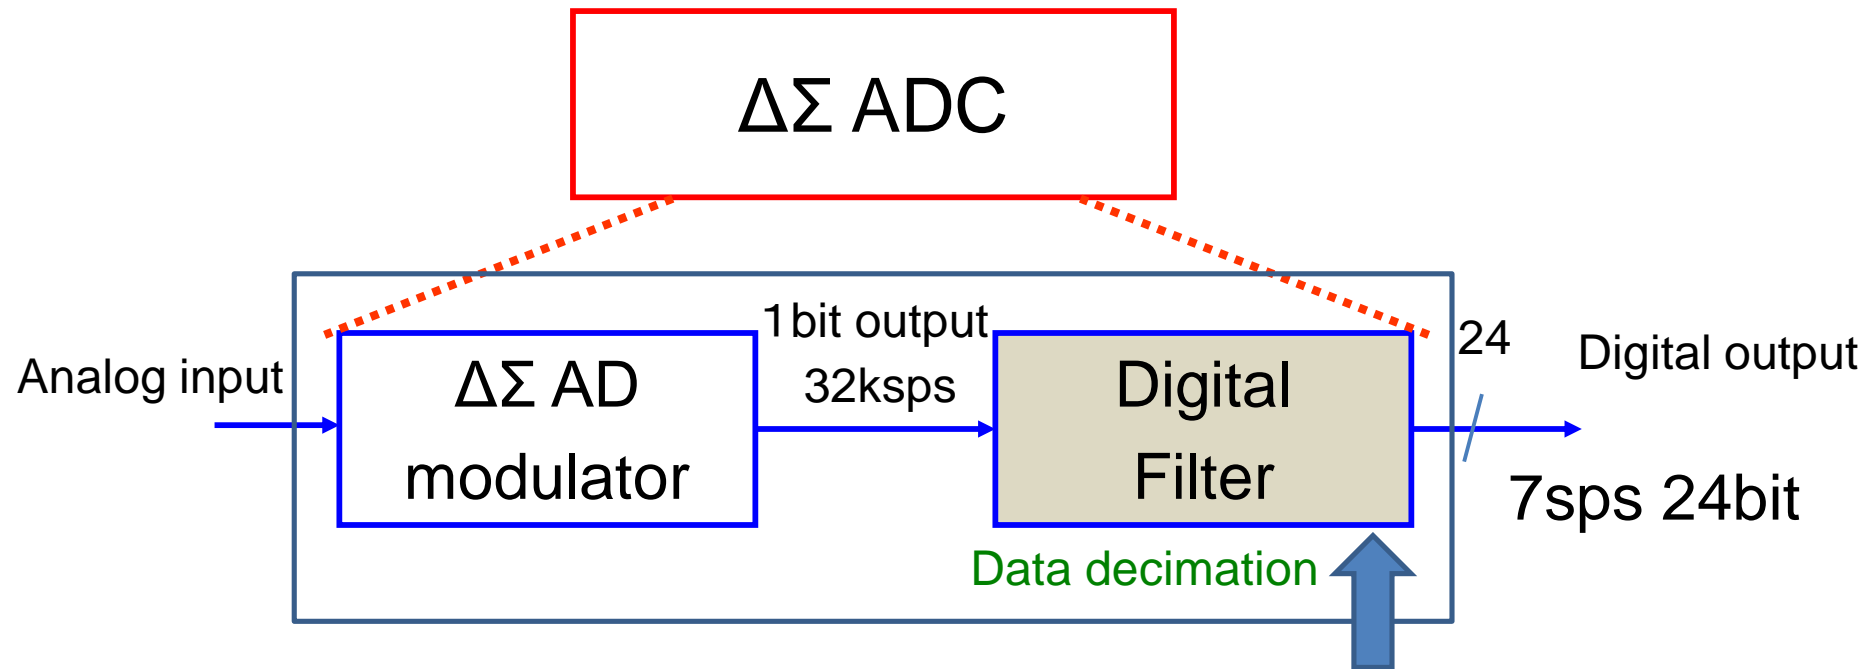 ΔΣ ADC
Analog input
ΔΣ AD
modulator
1bit output
32ksps
Digital
Filter
24
Digital output
7sps 24bit
Data decimation